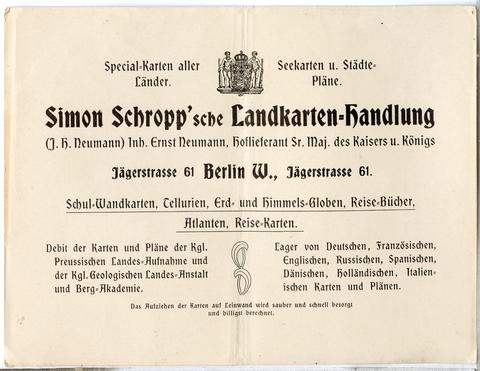 Special-Karten aller
Länder.
Seekarten u. Städte-
Pläne.
Simon Schropp'sche Landkarten-Handlung
(J. H. Neumann) Inh. Ernst Neumann, Hoflieferant Sr. Maj. des Kaisers u. Königs
Jägerstrasse 61 Berlin W., Jägerstrasse 61.
Schul-Wandkarten, Tellurien, Erd- und Himmels-Globen, Reise-Bücher,
Atlanten, Reise-Karten.
Debit der Karten und Pläne der Kgl.
Preussischen Landes-Aufnahme und
der Kgl. Geologischen Landes-Anstalt
und Berg-Akademie.
Lager von Deutschen, Französischen,
Englischen, Russischen, Spanischen,
Dänischen, Holländischen, Italien-
ischen Karten und Plänen.
Das Aufziehen der Karten auf Leinwand wird sauber und schnell besorgt
und billigst berechnet.